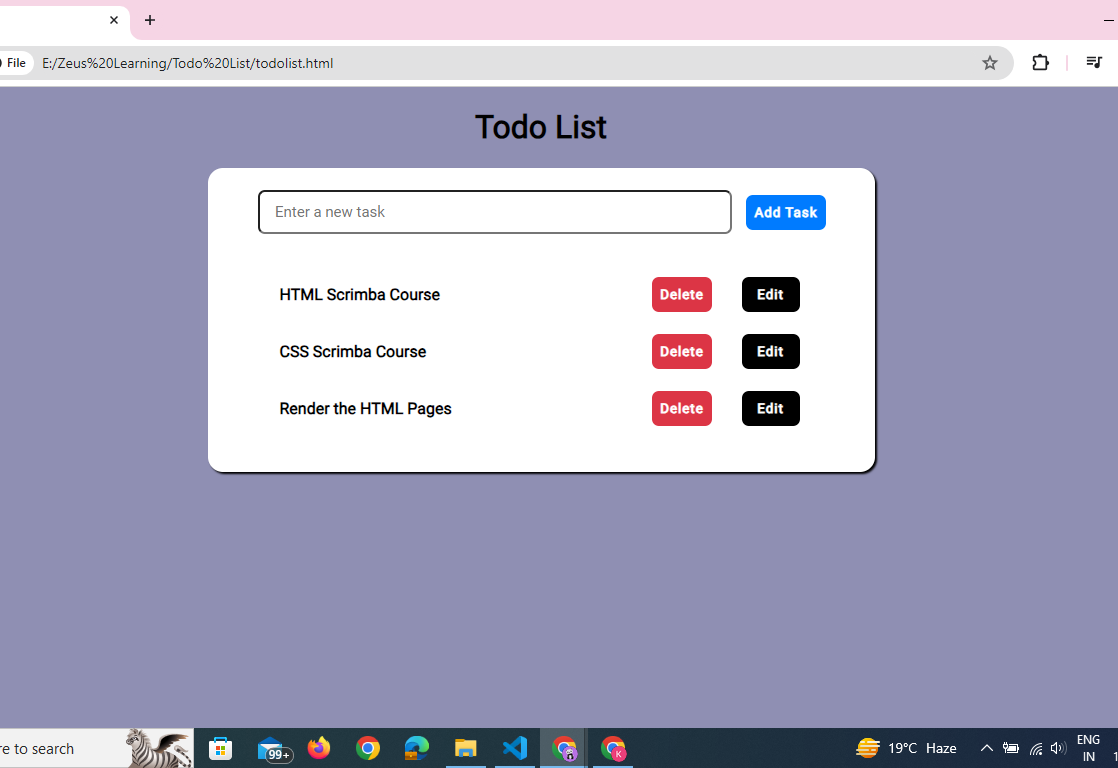 File E:/Zeus%20Learning/Todo%20List/todolist.html
Todo List
Enter a new task Add Task
HTML Scrimba Course Delete Edit
CSS Scrimba Course Delete Edit
Render the HTML Pages Delete Edit
to search 99+ K 19°C Haze ENG
IN